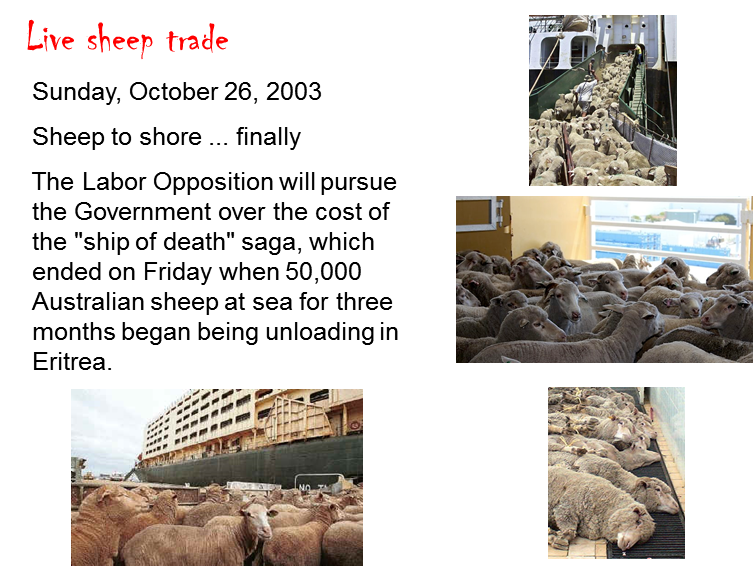 Live sheep trade
Sunday, October 26, 2003
Sheep to shore ... finally
The Labor Opposition will pursue
the Government over the cost of
the "ship of death" saga, which
ended on Friday when 50,000
Australian sheep at sea for three
months began being unloading in
Eritrea.
NO